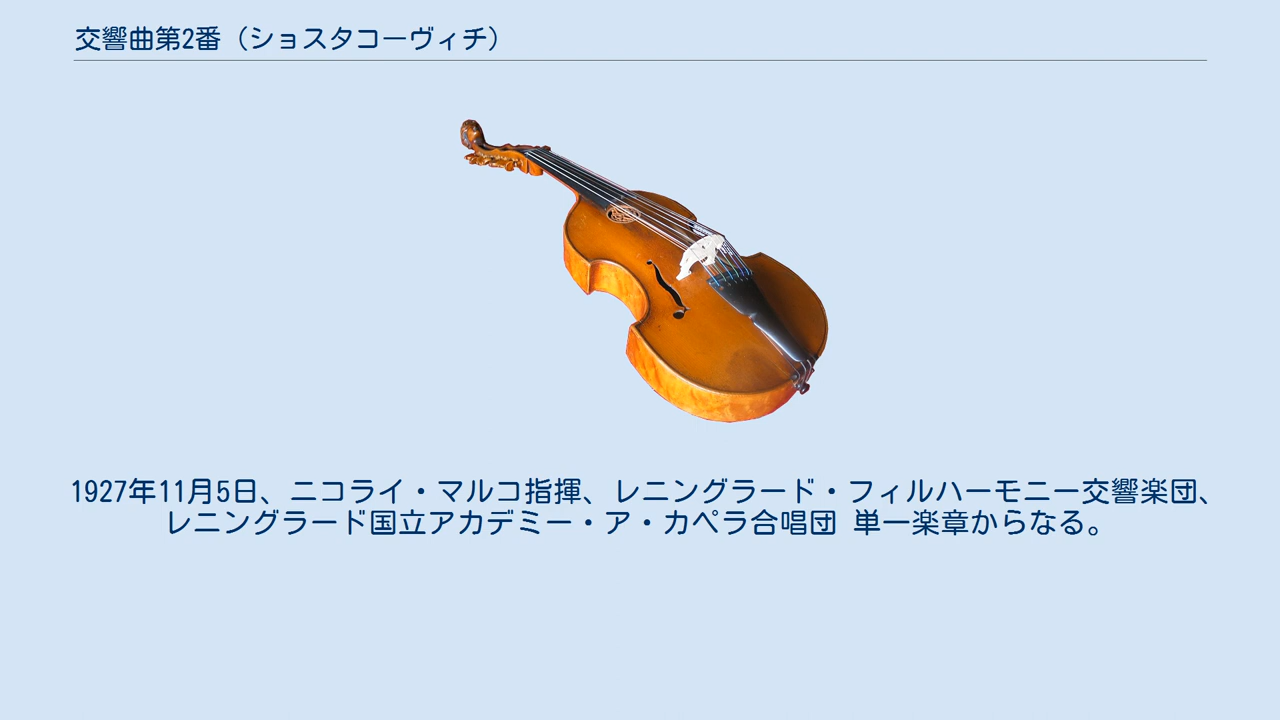 交響曲第2番（ショスタコーヴィチ）
1927年11月5日、ニコライ・マルコ指揮、レニングラード・フィルハーモニー交響楽団、
レニングラード国立アカデミー・ア・カペラ合唱団 単一楽章からなる。